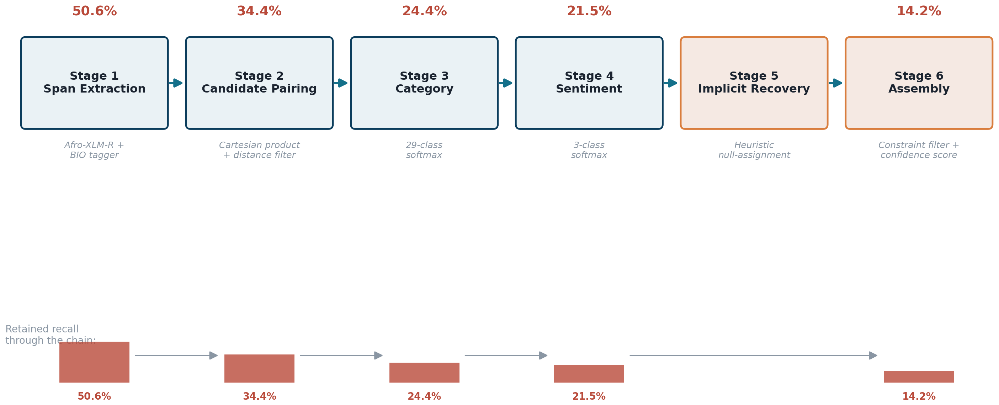 50.6%
34.4%
24.4%
21.5%
14.2%
Stage 1
Span Extraction
Stage 2
Candidate Pairing
Stage 3
Category
Stage 4
Sentiment
Stage 5
Implicit Recovery
Stage 6
Assembly
Afro-XLM-R +
BIO tagger
Cartesian product
+ distance filter
29-class
softmax
3-class
softmax
Heuristic
null-assignment
Constraint filter +
confidence score
Retained recall
through the chain:
50.6%
34.4%
24.4%
21.5%
14.2%